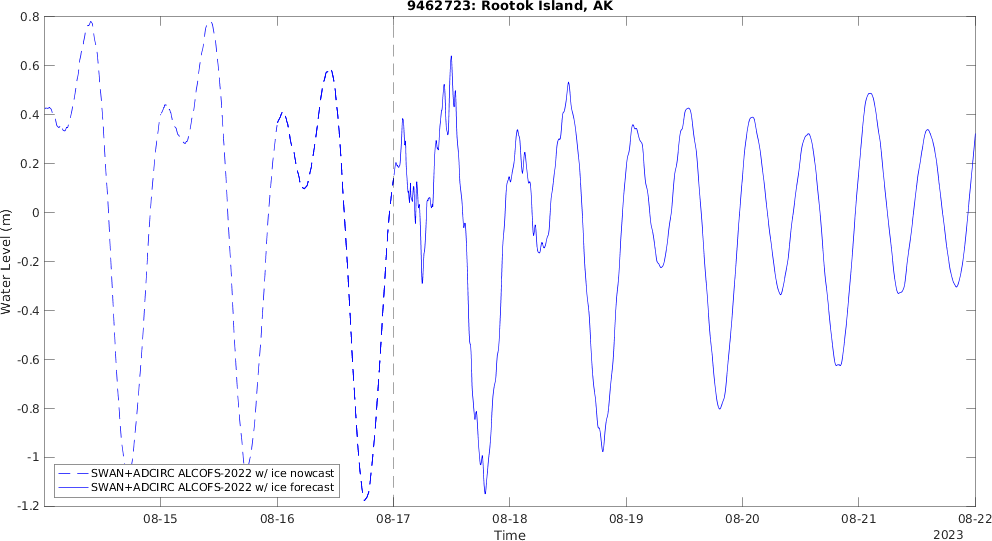 9462723: Rootok Island, AK
0.8
0.6
0.4
0.2
0
-0.2
-0.4
-0.6
-0.8
-1
-1.2
Water Level (m)
SWAN+ADCIRC ALCOFS-2022 w/ ice nowcast
SWAN+ADCIRC ALCOFS-2022 w/ ice forecast
08-15 08-16 08-17 08-18 08-19 08-20 08-21 08-22
Time
2023